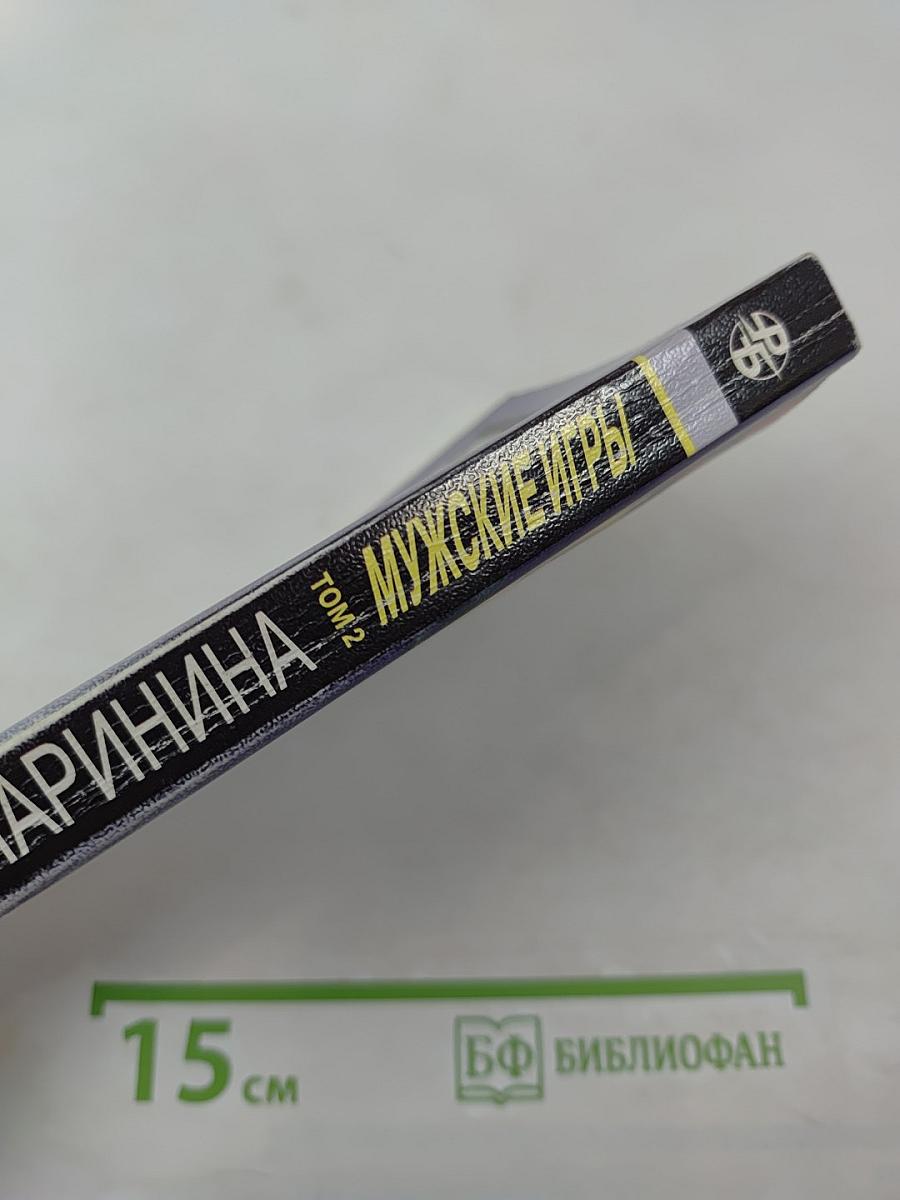 АРИНИНА
ТОМ 2
МУЖСКИЕ ИГРЫ
15 см
БФ БИБЛИОФАН